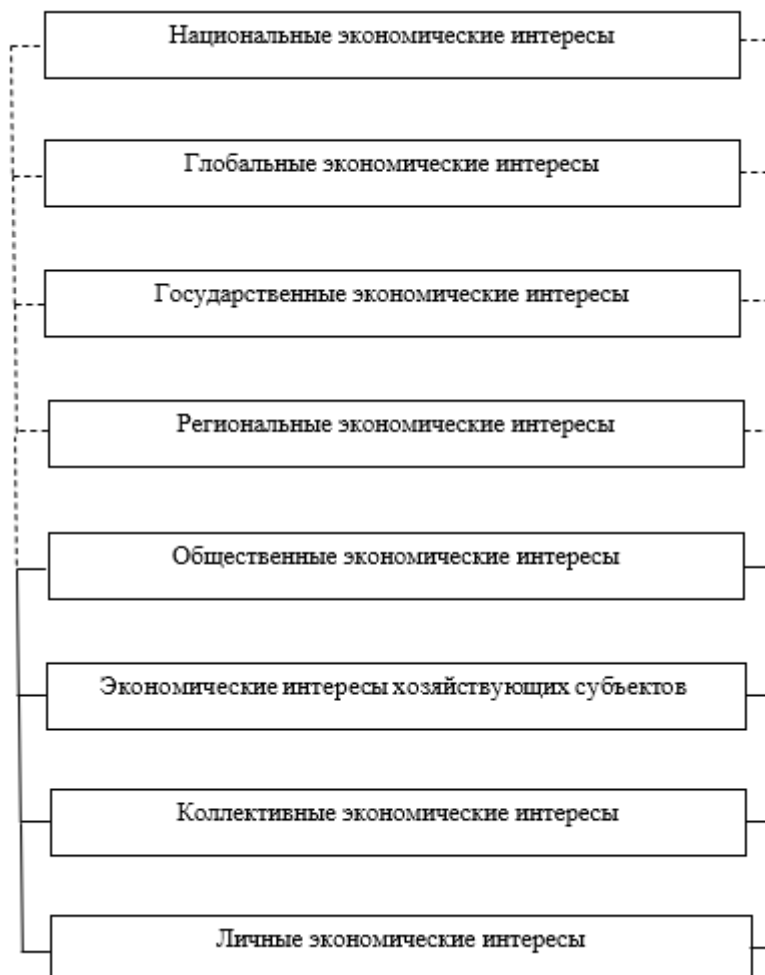 Национальные экономические интересы
Глобальные экономические интересы
Государственные экономические интересы
Региональные экономические интересы
Общественные экономические интересы
Экономические интересы хозяйствующих субъектов
Коллективные экономические интересы
Личные экономические интересы